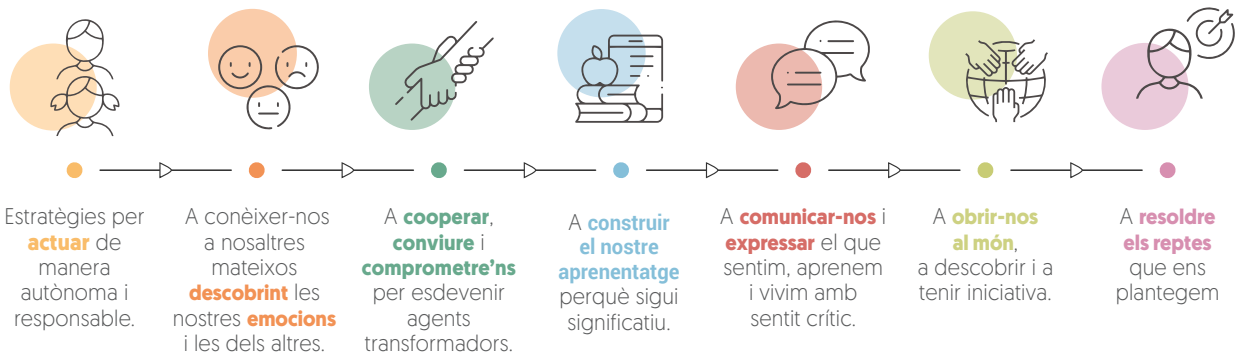 Estratègies per
actuar de
manera
autònoma i
responsable.
A conèixer-nos
a nosaltres
mateixos
descobrint les
nostres emocions
i les dels altres.
A cooperar,
conviure i
comprometre’ns
per esdevenir
agents
transformadors.
A construir
el nostre
aprenentatge
perquè sigui
significatiu.
A comunicar-nos i
expressar el que
sentim, aprenem
i vivim amb
sentit crític.
A obrir-nos
al món,
a descobrir i a
tenir iniciativa.
A resoldre
els reptes
que ens
plantegem